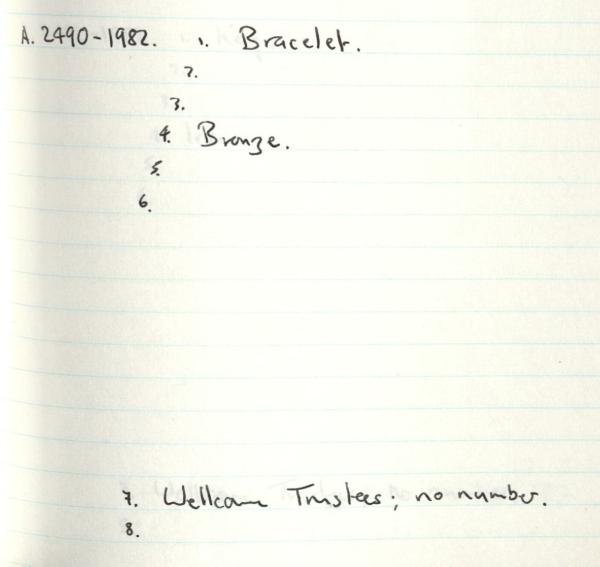 A. 2490-1982. 1. Bracelet.
2.
3.
4. Bronze.
5.
6.
7. Wellcome Trustees; no number.
8.